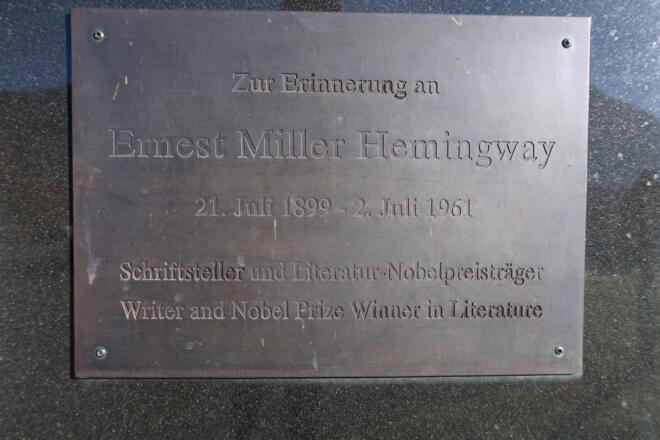 Zur Erinnerung an
Ernest Miller Hemingway
21. Juli 1899 - 2. Juli 1961
Schriftsteller und Literatur-Nobelpreisträger
Writer and Nobel Prize Winner in Literature